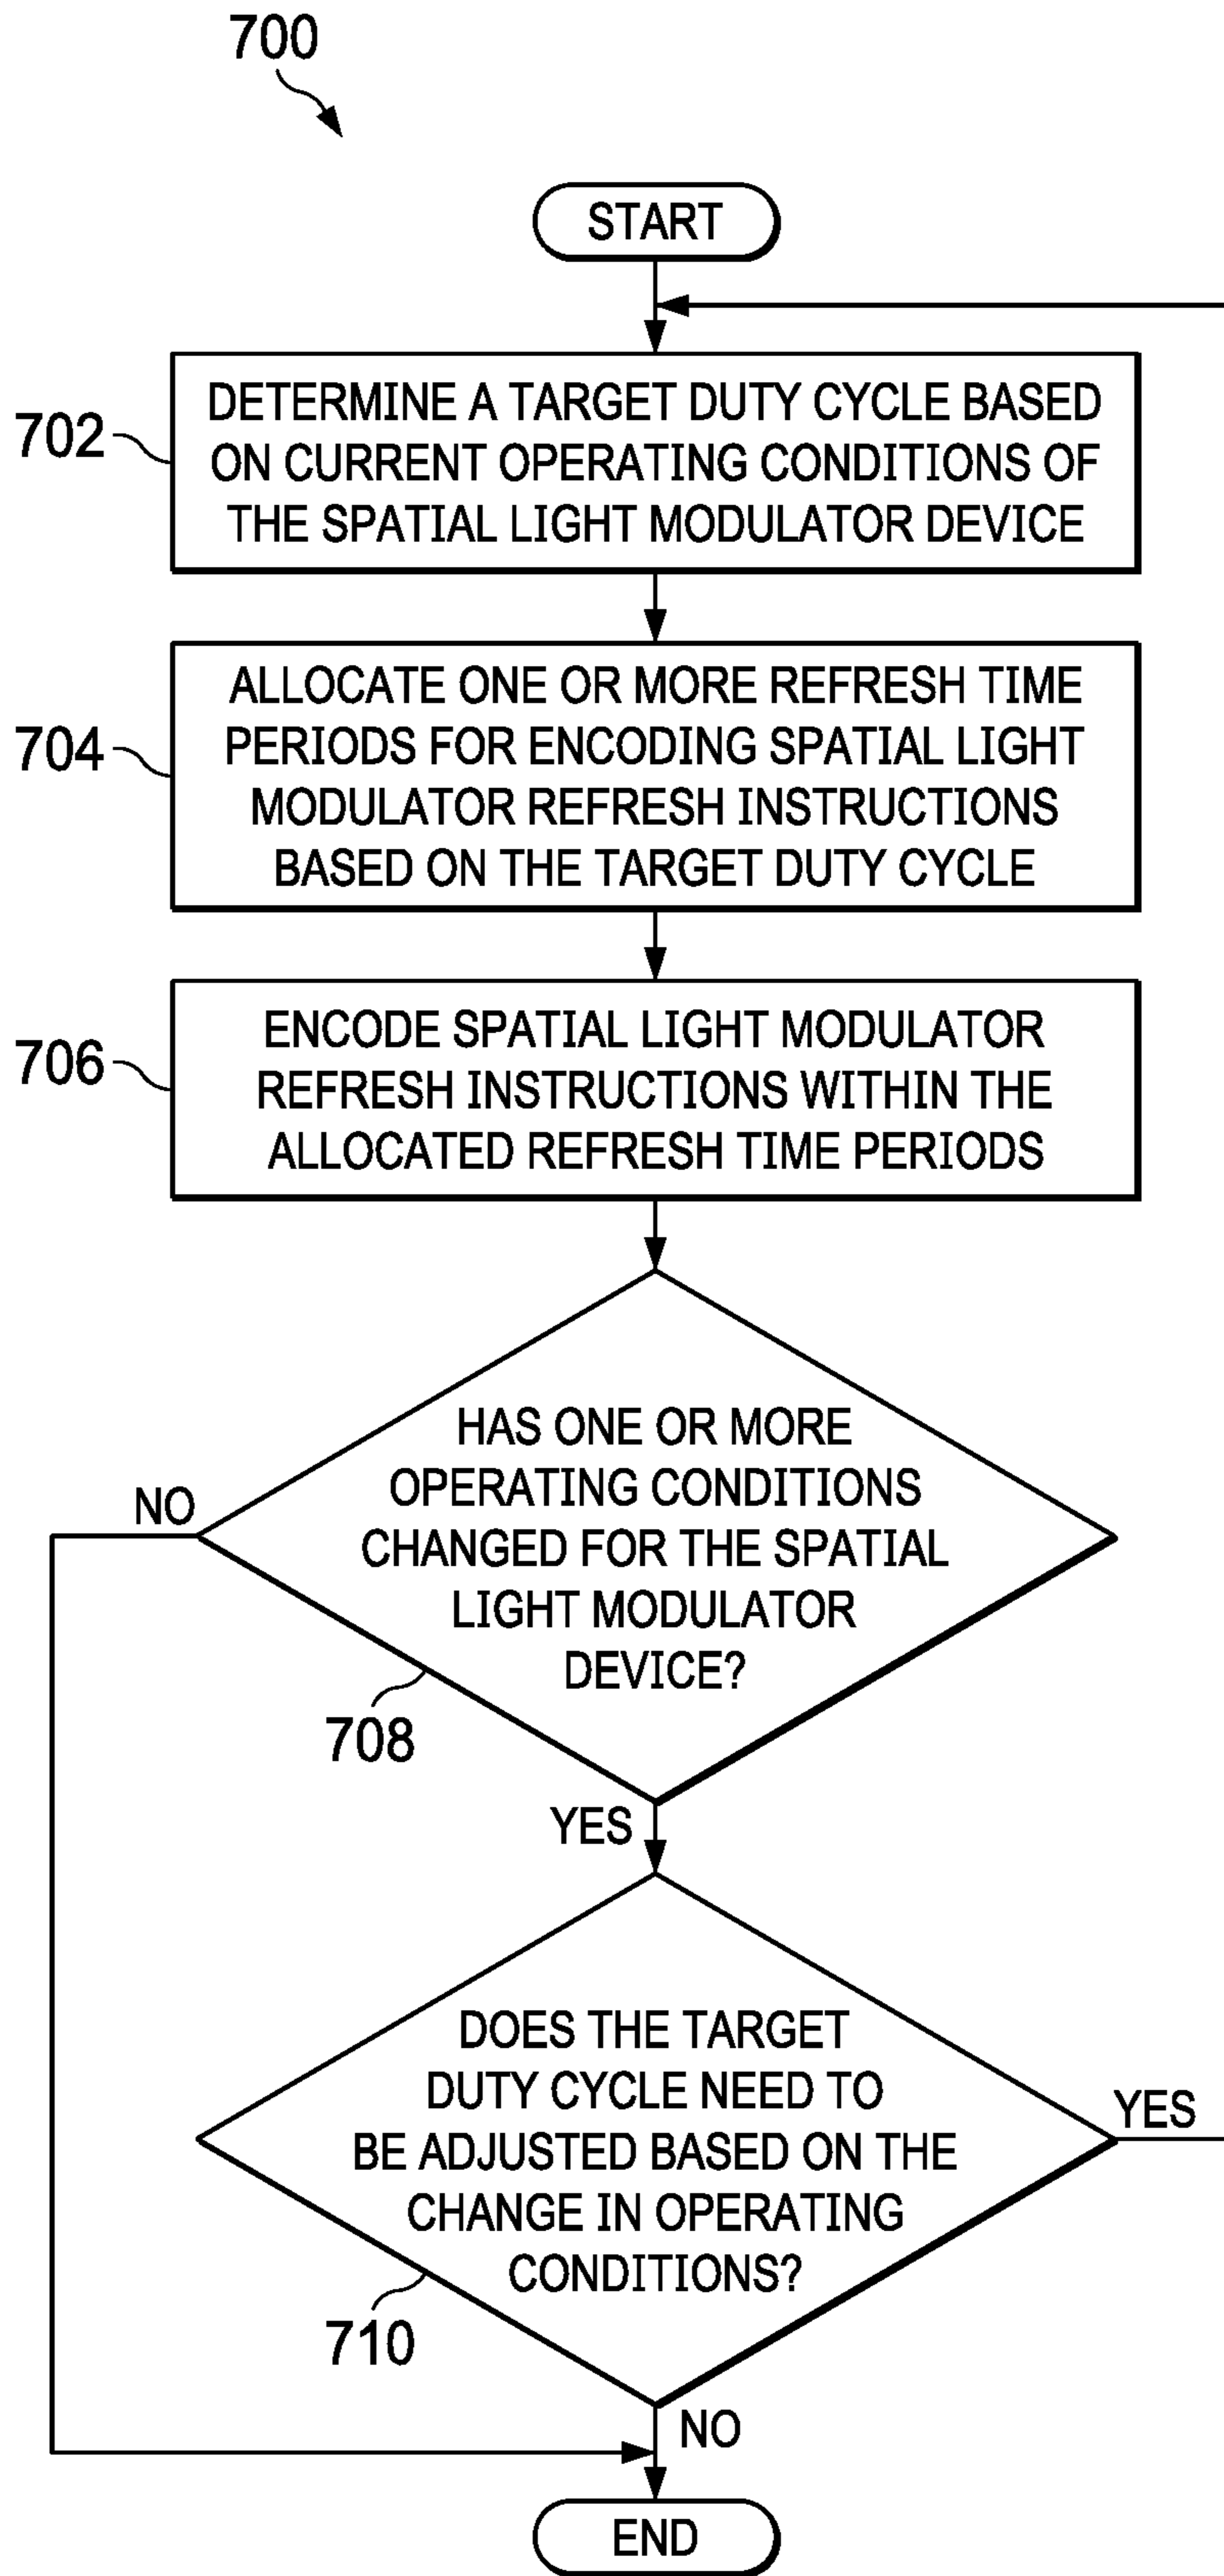 700
START
702
DETERMINE A TARGET DUTY CYCLE BASED
ON CURRENT OPERATING CONDITIONS OF
THE SPATIAL LIGHT MODULATOR DEVICE
704
ALLOCATE ONE OR MORE REFRESH TIME
PERIODS FOR ENCODING SPATIAL LIGHT
MODULATOR REFRESH INSTRUCTIONS
BASED ON THE TARGET DUTY CYCLE
706
ENCODE SPATIAL LIGHT MODULATOR
REFRESH INSTRUCTIONS WITHIN THE
ALLOCATED REFRESH TIME PERIODS
HAS ONE OR MORE
OPERATING CONDITIONS
CHANGED FOR THE SPATIAL
LIGHT MODULATOR
DEVICE?
NO
708
YES
DOES THE TARGET
DUTY CYCLE NEED TO
BE ADJUSTED BASED ON THE
CHANGE IN OPERATING
CONDITIONS?
YES
710
NO
END